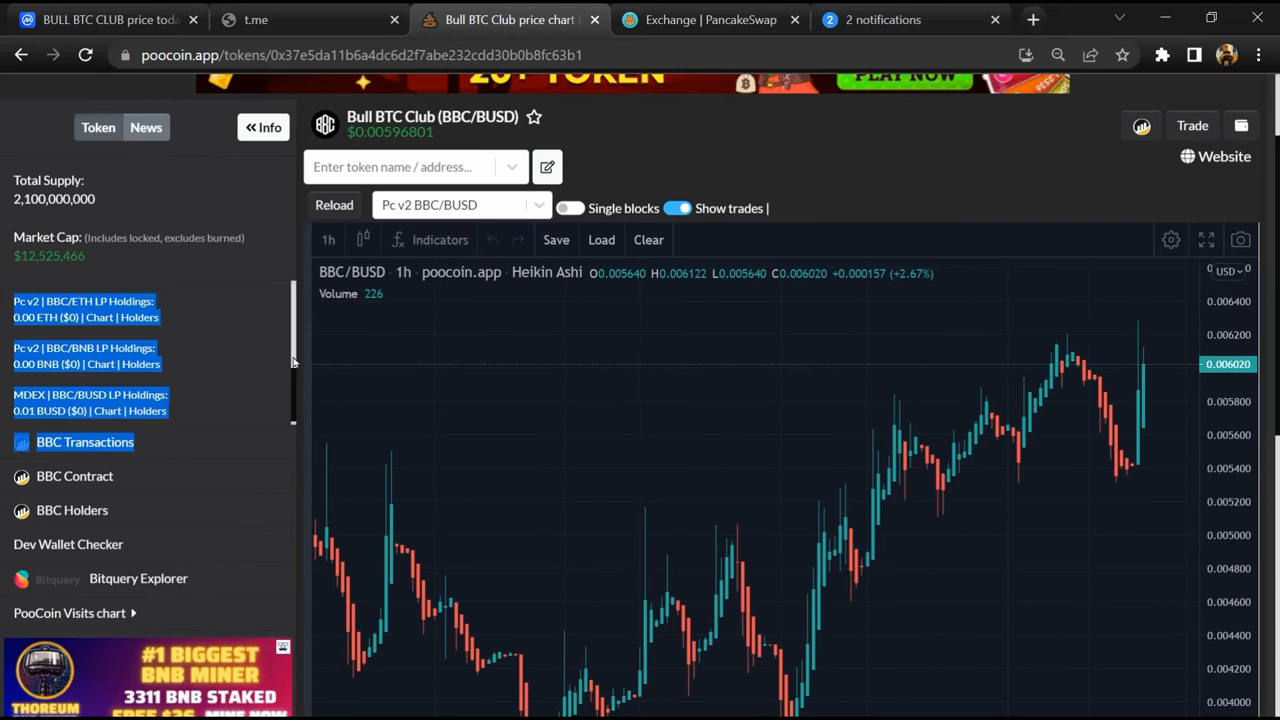 BULL BTC Club price toda
t.me
Bull BTC Club price chart (
Exchange | PancakeSwap
2
2 notifications
poocoin.app/tokens/0x37e5da11b6a4dc6d2f7abe232cdd30b0b8fc63b1
20+ TOKEN
PLAY NOW
Token
News
Info
BBC
Bull BTC Club (BBC/BUSD)
$0.00596801
Trade
Website
Enter token name / address...
Total Supply:
2,100,000,000
Reload
Pc v2 BBC/BUSD
Single blocks
Show trades |
Market Cap: (Includes locked, excludes burned)
$12,525,466
1h
Indicators
Save
Load
Clear
BBC/BUSD · 1h · poocoin.app · Heikin Ashi O0.005640 H0.006122 L0.005640 C0.006020 +0.000157 (+2.67%)
USD
Volume 226
Pc v2 | BBC/ETH LP Holdings:
0.00 ETH ($0) | Chart | Holders
Pc v2 | BBC/BNB LP Holdings:
0.00 BNB ($0) | Chart | Holders
MDEX | BBC/BUSD LP Holdings:
0.01 BUSD ($0) | Chart | Holders
BBC Transactions
BBC Contract
BBC Holders
Dev Wallet Checker
Bitquery
Bitquery Explorer
PooCoin Visits chart
0.006400
0.006200
0.006020
0.005800
0.005600
0.005400
0.005200
0.005000
0.004800
0.004600
0.004400
0.004200
0.004000
#1 BIGGEST
BNB MINER
3311 BNB STAKED
THOREUM